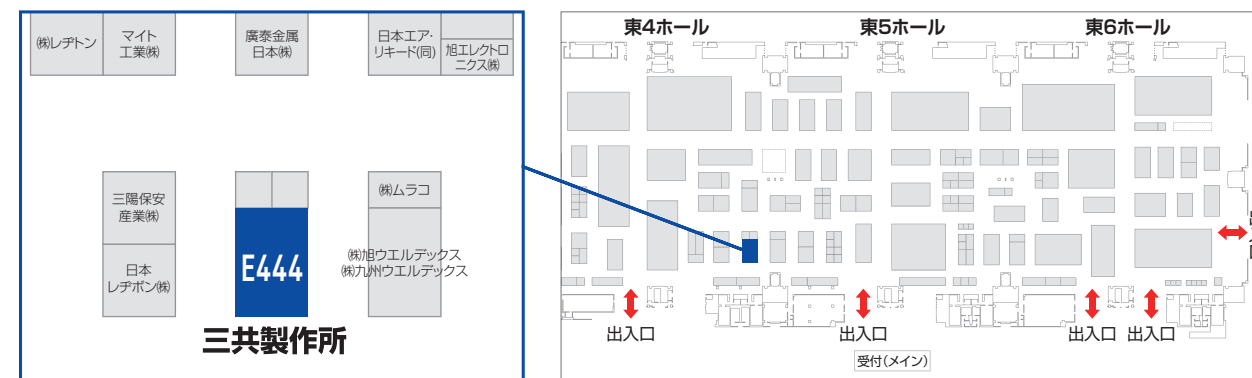 ㈱レヂトン
マイト
工業㈱
廣泰金属
日本㈱
日本エア・
リキード(同)
旭エレクトロ
ニクス㈱
三陽保安
産業㈱
日本
レヂボン㈱
E444
㈱ムラコ
㈱旭ウエルデックス
㈱九州ウエルデックス
三共製作所
東4ホール
東5ホール
東6ホール
出入口
出入口
出入口
出入口
受付(メイン)